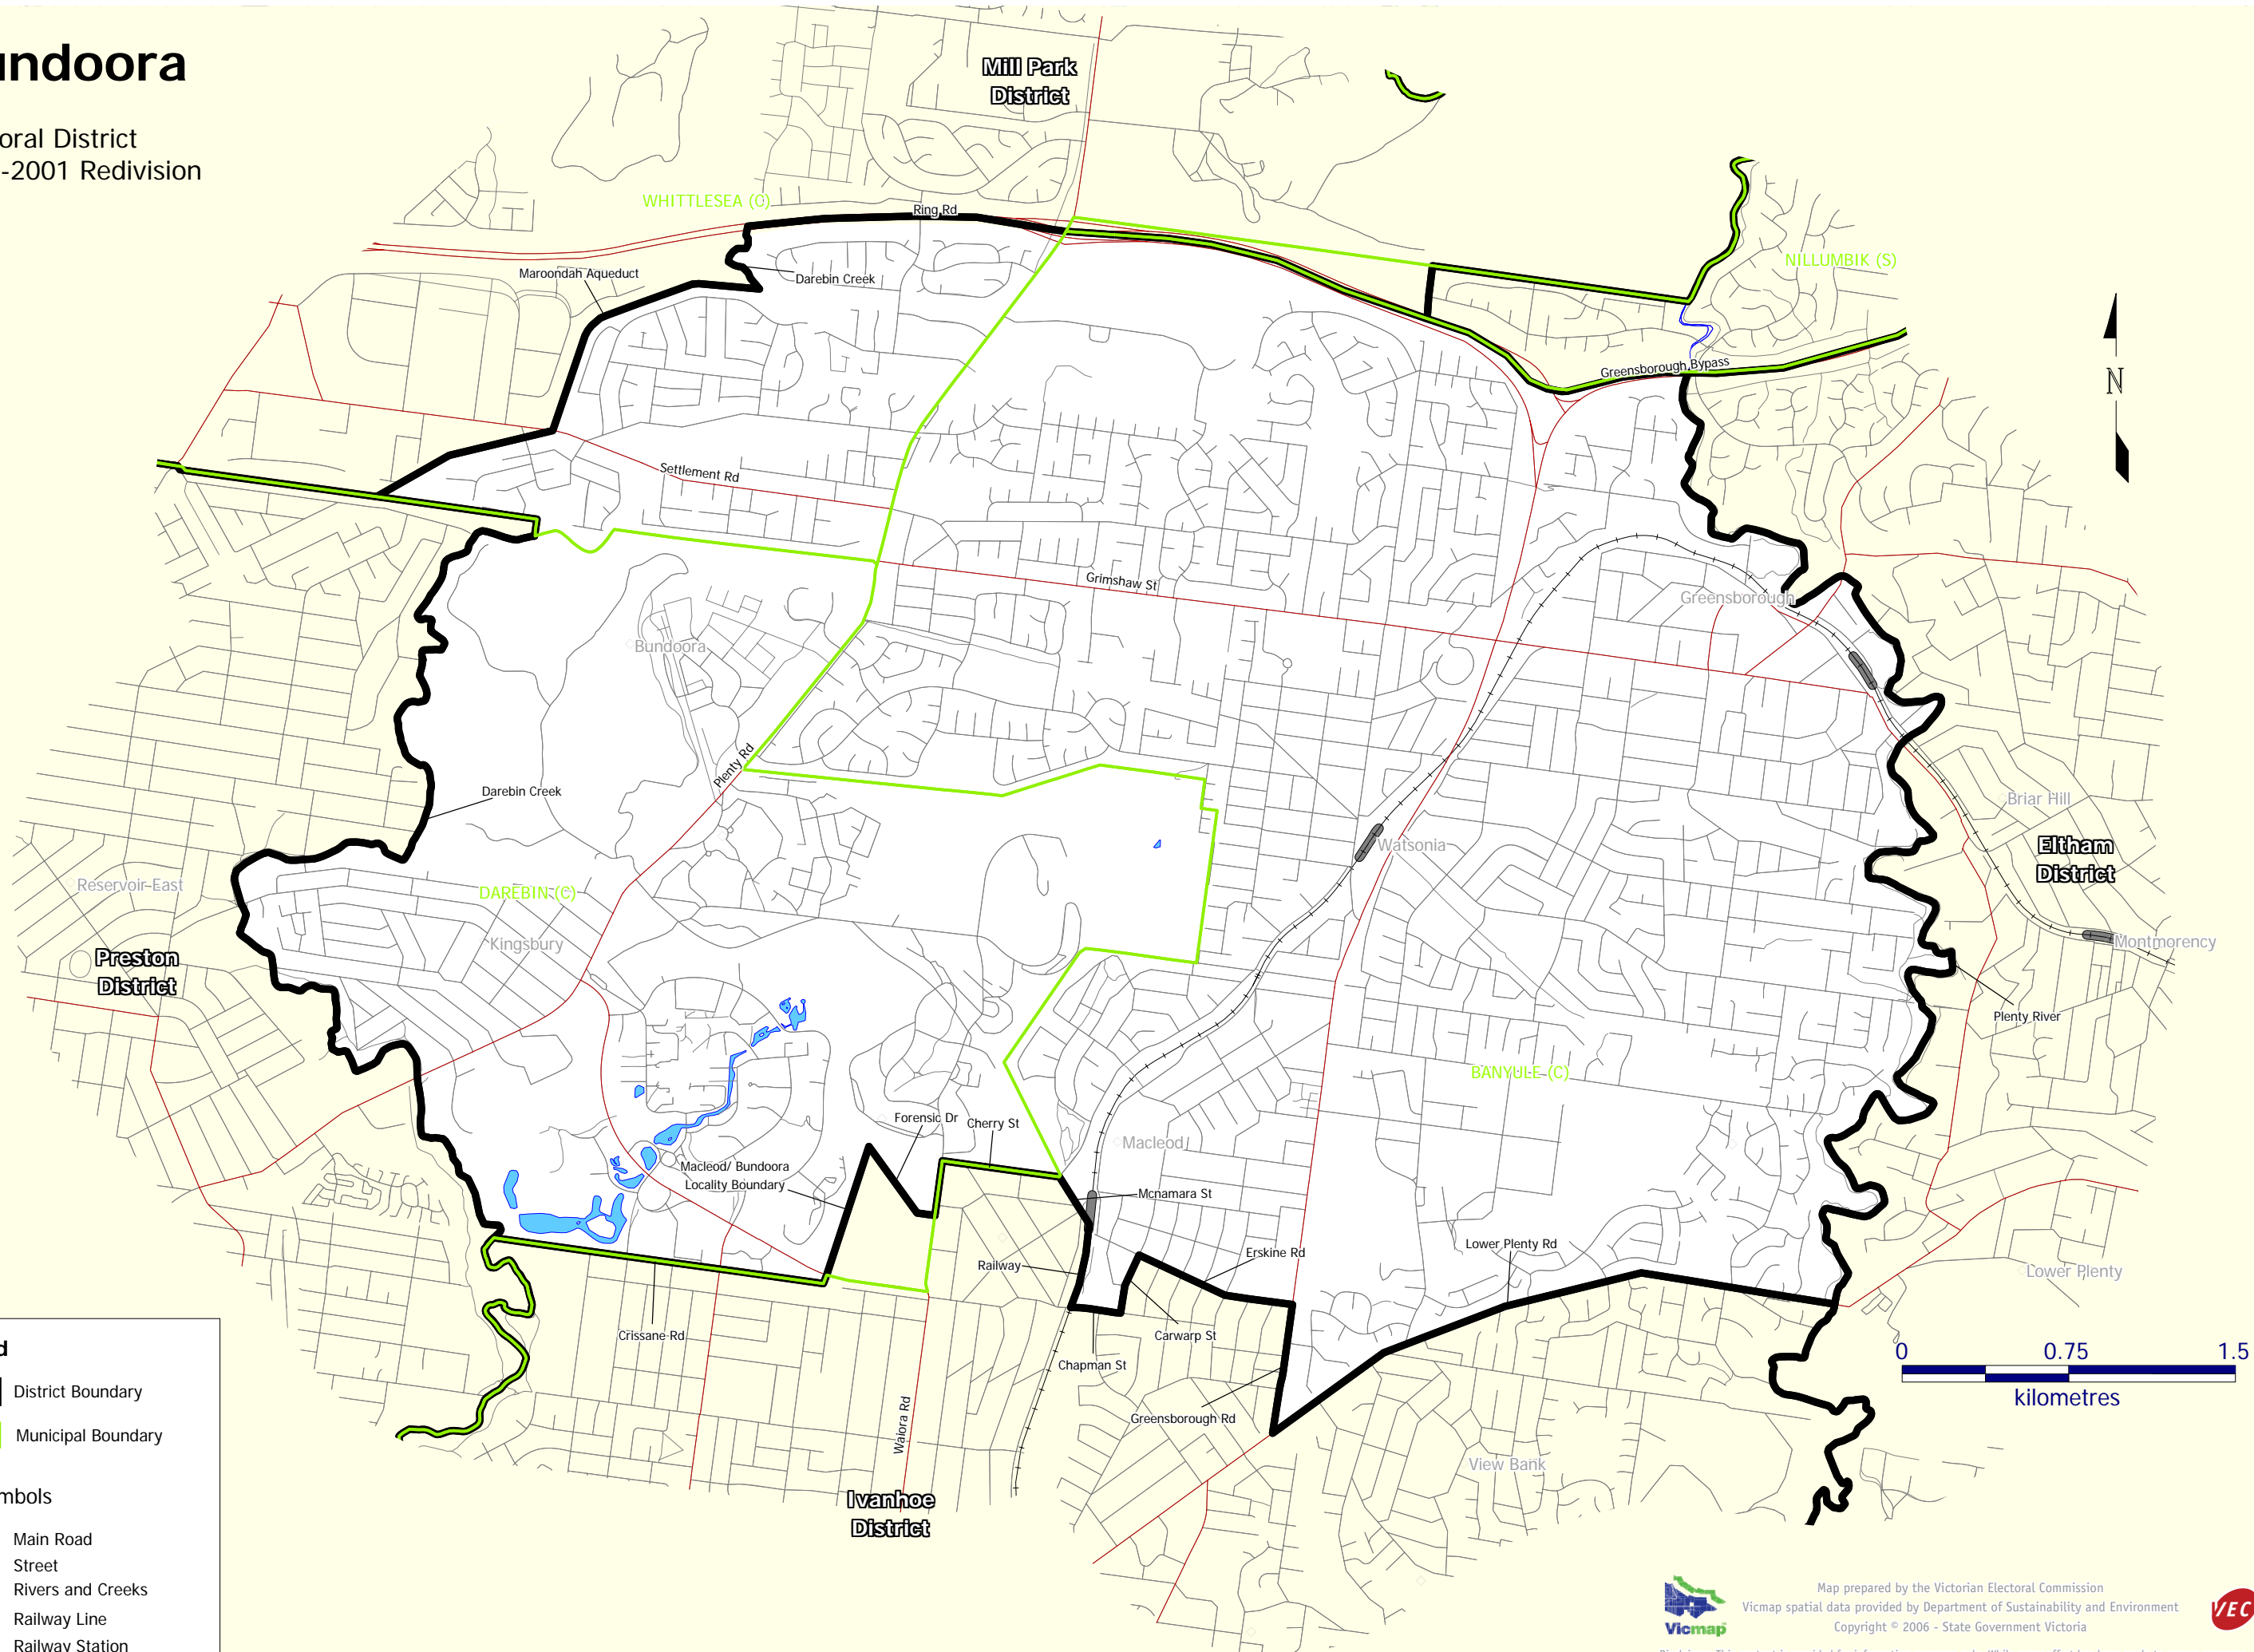 undoora
oral District
-2001 Redivision
Mill Park
District
WHITTLESEA (C)
Ring Rd
NILLUMBIK (S)
Maroondah Aqueduct
Darebin Creek
Greensborough Bypass
N
Settlement Rd
Grimshaw St
Greensborough
Bundoora
Plenty Rd
Darebin Creek
Briar Hill
Watsonia
Eltham
District
Reservoir East
DAREBIN (C)
Kingsbury
Montmorency
Preston
District
Plenty River
BANYULE (C)
Forensic Dr
Cherry St
Macleod
Macleod/ Bundoora
Locality Boundary
Mcnamara St
Lower Plenty Rd
Erskine Rd
Railway
Lower Plenty
Crissane Rd
Carwarp St
Chapman St
0 0.75 1.5
kilometres
Greensborough Rd
Waiora Rd
View Bank
Ivanhoe
District
d
District Boundary
Municipal Boundary
mbols
Main Road
Street
Rivers and Creeks
Railway Line
Railway Station
Vicmap
Map prepared by the Victorian Electoral Commission
Vicmap spatial data provided by Department of Sustainability and Environment
Copyright © 2006 - State Government Victoria
VEC